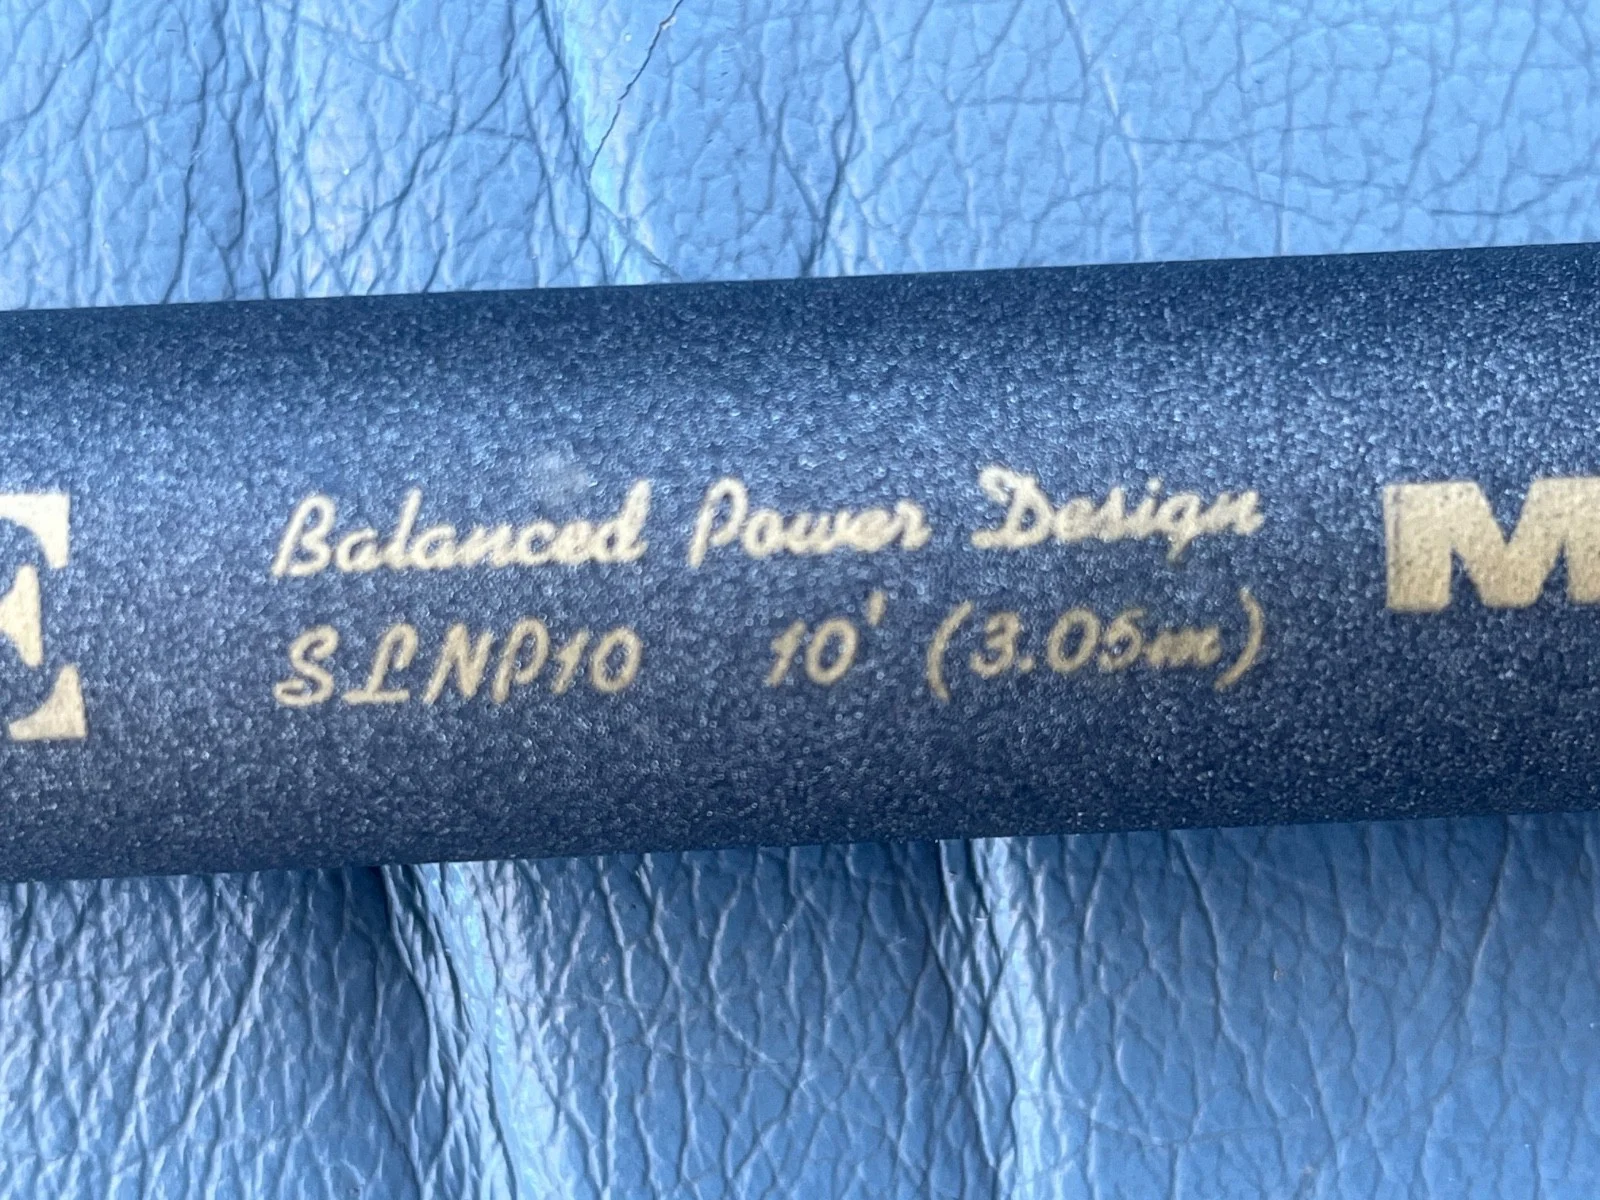 E
Balanced Power Design
SLNP10 10' (3.05m)
M